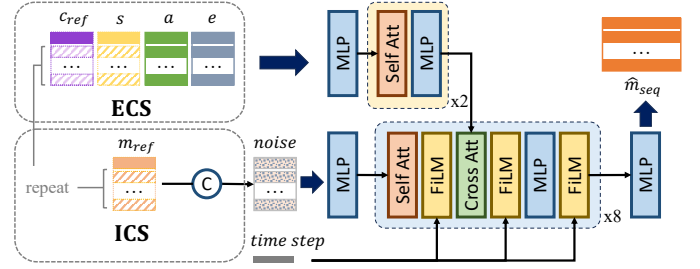 c_ref s a e
... ... ... ...
ECS
MLP
Self Att
MLP
x2
m̂_seq
...
m_ref
...
repeat
ICS
C
noise
...
MLP
Self Att
FiLM
Cross Att
FiLM
MLP
FiLM
x8
MLP
time step